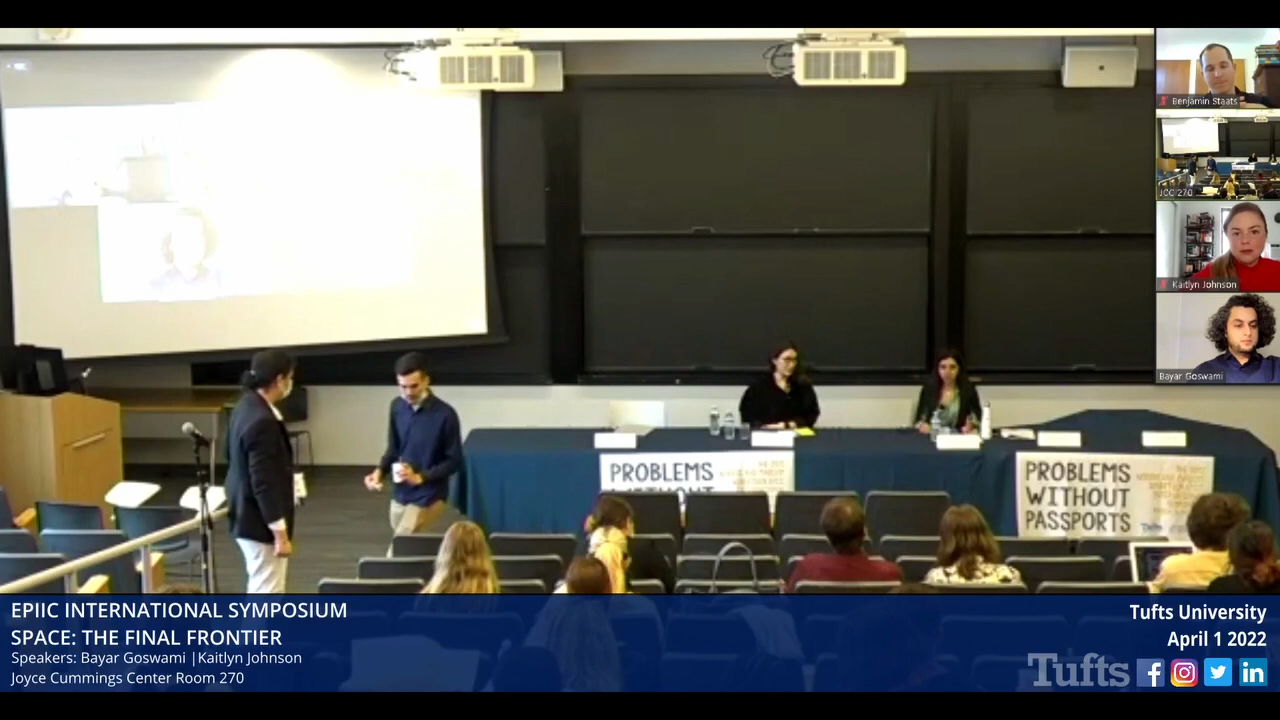 Benjamin Staats
JCC 270
Kaitlyn Johnson
Bayar Goswami
PROBLEMS
PROBLEMS
WITHOUT
PASSPORTS
Tufts
EPIIC INTERNATIONAL SYMPOSIUM
SPACE: THE FINAL FRONTIER
Speakers: Bayar Goswami |Kaitlyn Johnson
Joyce Cummings Center Room 270
Tufts University
April 1 2022
Tufts